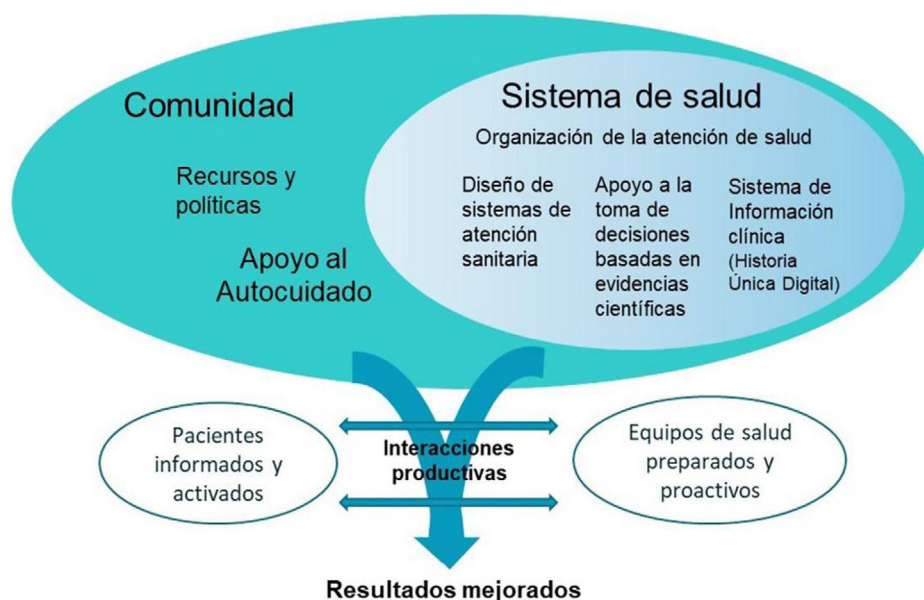 Comunidad
Recursos y
políticas
Apoyo al
Autocuidado
Sistema de salud
Organización de la atención de salud
Diseño de
sistemas de
atención
sanitaria
Apoyo a la
toma de
decisiones
basadas en
evidencias
científicas
Sistema de
Información
clínica
(Historia
Única Digital)
Pacientes
informados y
activados
Interacciones
productivas
Equipos de salud
preparados y
proactivos
Resultados mejorados